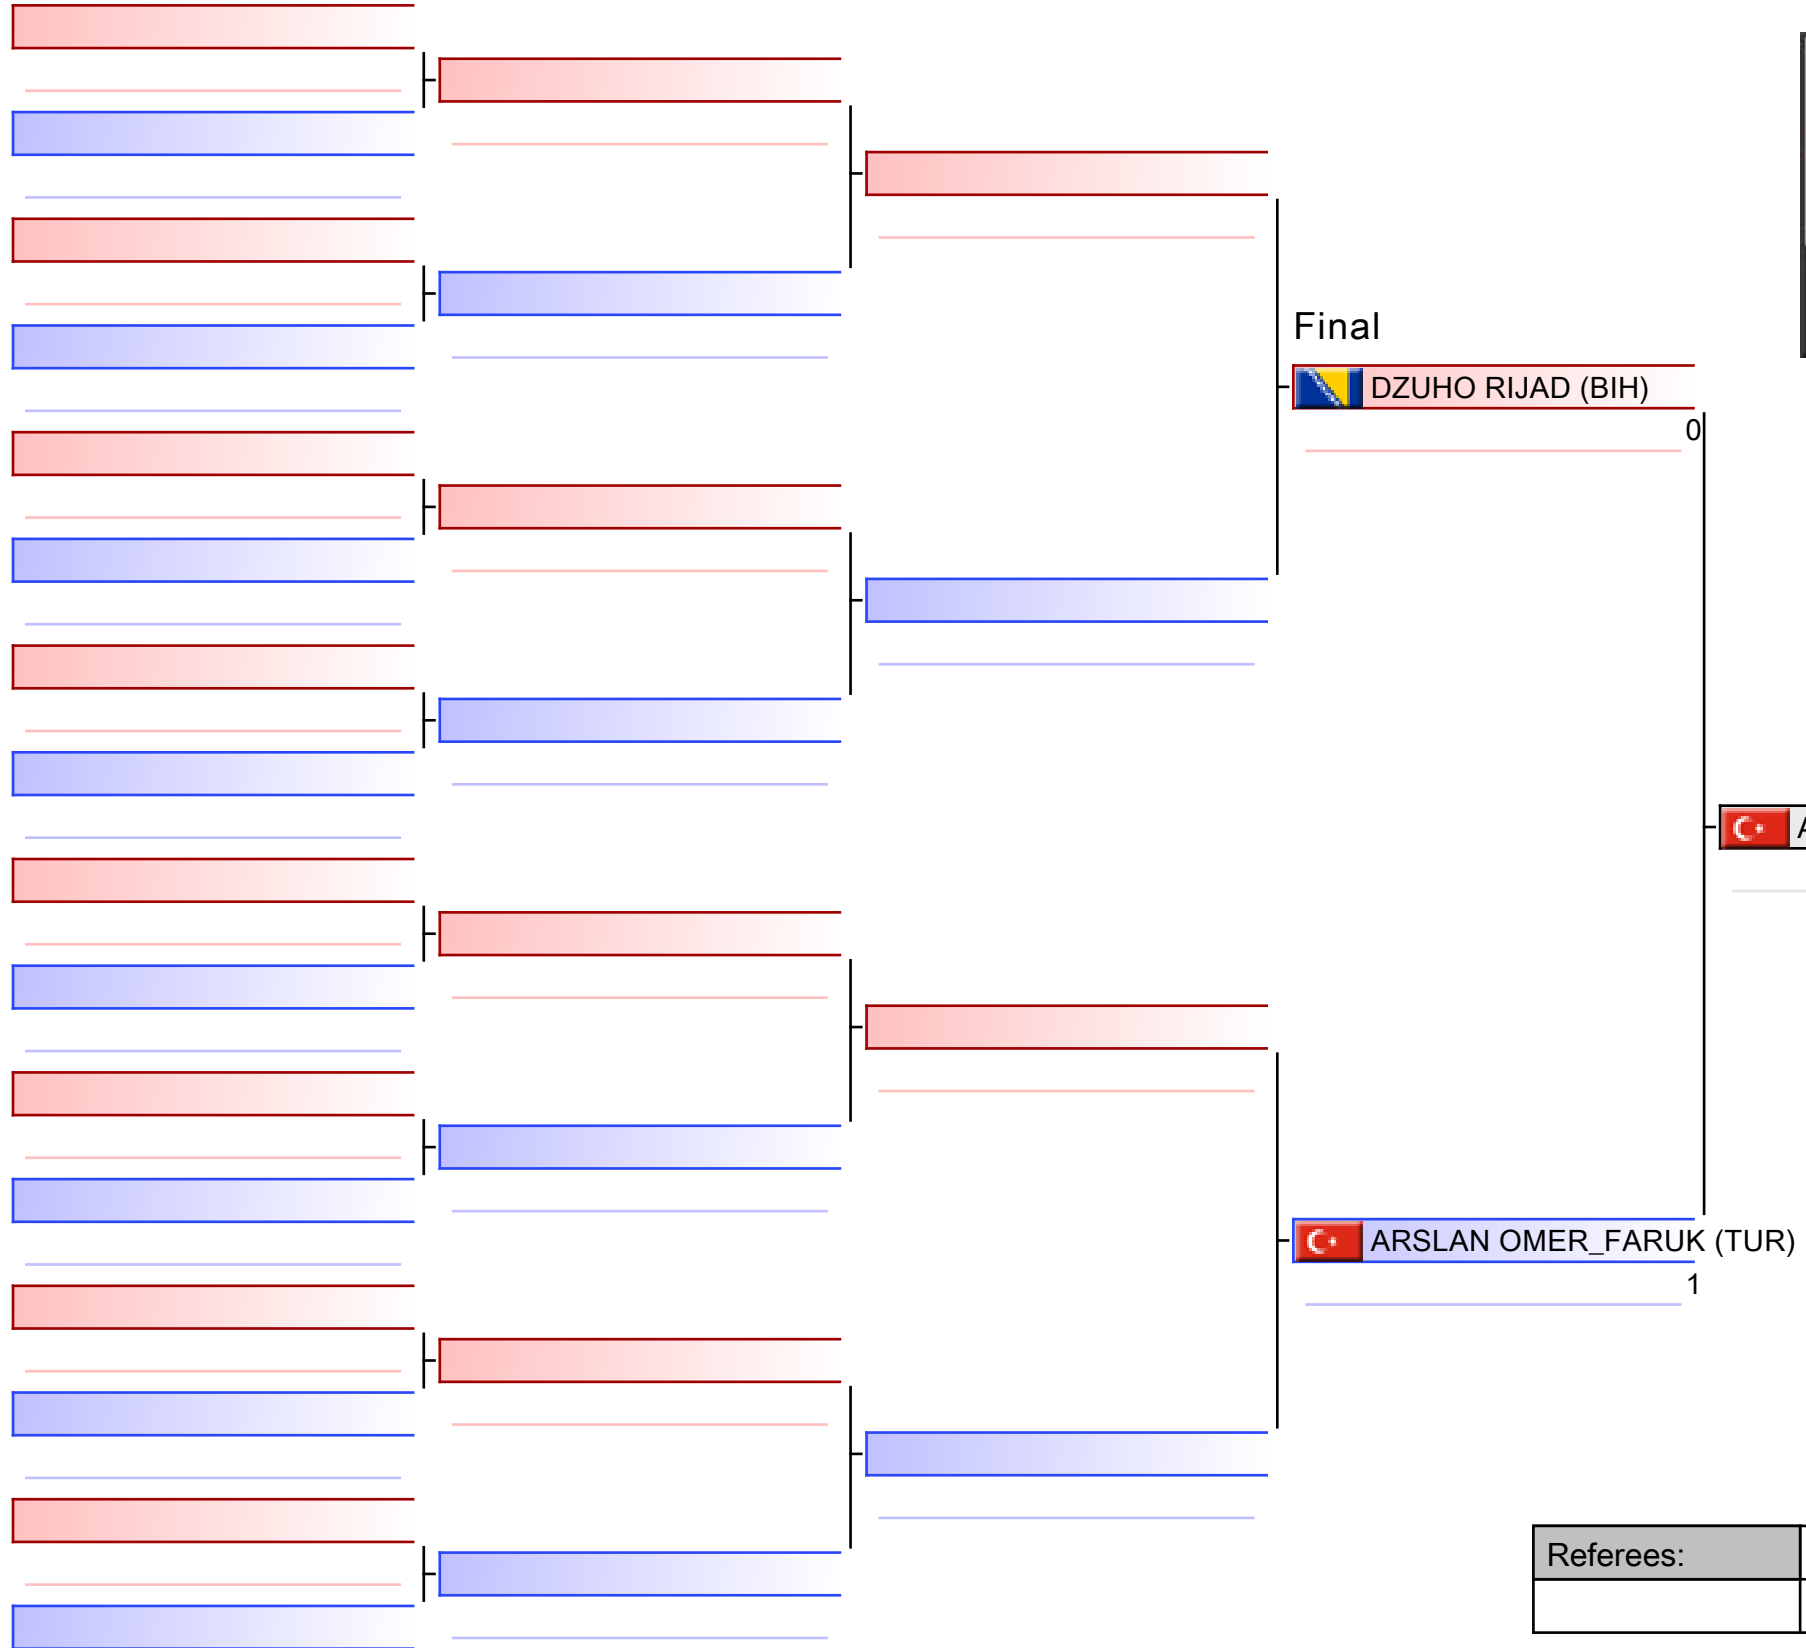 Final
DZUHO RIJAD (BIH)
0
A
ARSLAN OMER_FARUK (TUR)
1
Referees: